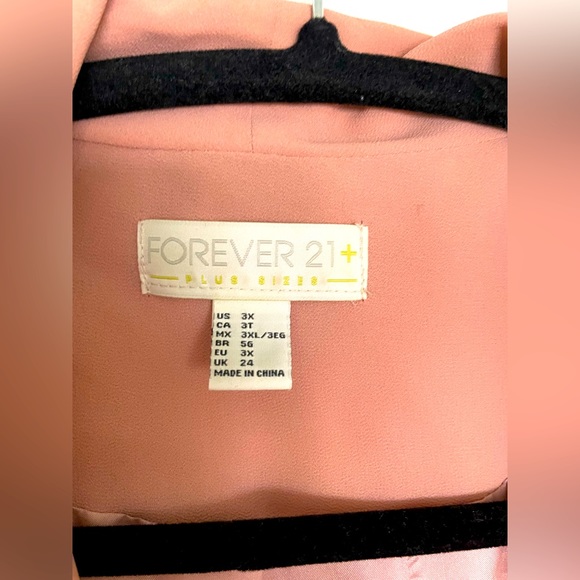 FOREVER 21+
PLUS SIZES
US 3X
CA 3T
MX 3XL/3EG
BR 56
EU 3X
UK 24
MADE IN CHINA